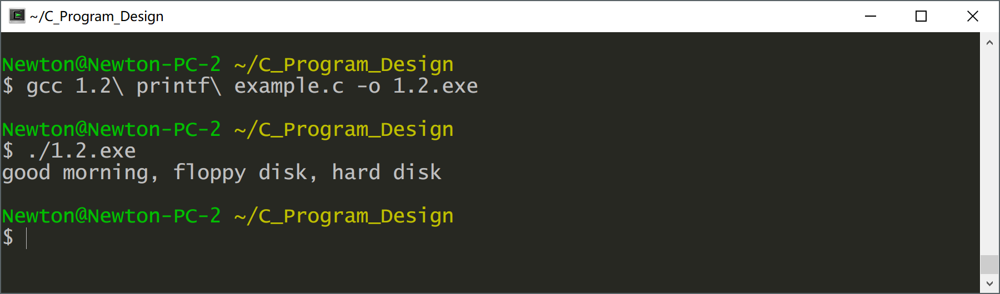 ~/C_Program_Design
Newton@Newton-PC-2 ~/C_Program_Design
$ gcc 1.2\ printf\ example.c -o 1.2.exe
Newton@Newton-PC-2 ~/C_Program_Design
$ ./1.2.exe
good morning, floppy disk, hard disk
Newton@Newton-PC-2 ~/C_Program_Design
$